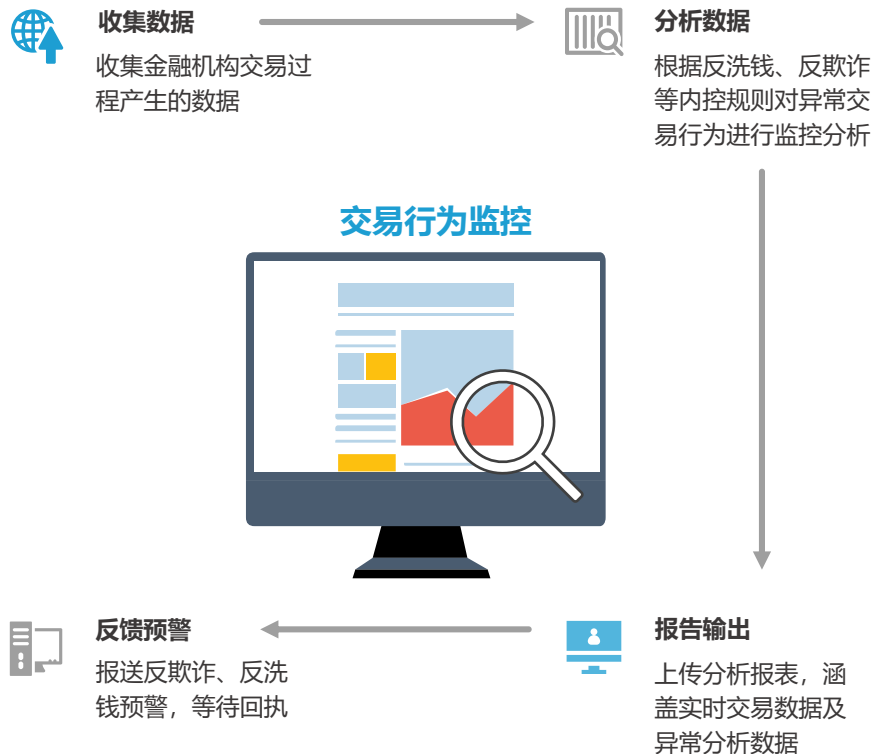 收集数据
收集金融机构交易过
程产生的数据
分析数据
根据反洗钱、反欺诈
等内控规则对异常交
易行为进行监控分析
交易行为监控
反馈预警
报送反欺诈、反洗
钱预警，等待回执
报告输出
上传分析报表，涵
盖实时交易数据及
异常分析数据